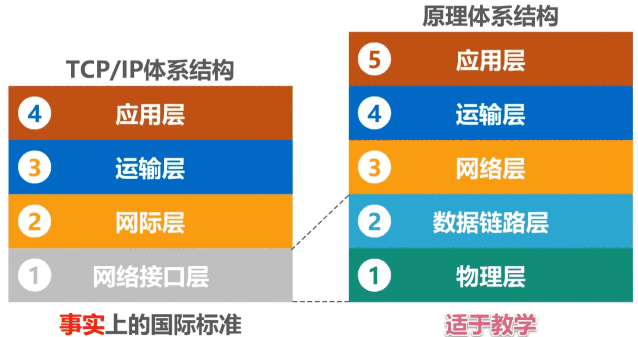 原理体系结构
TCP/IP体系结构
5 应用层
4 应用层
4 运输层
3 运输层
3 网络层
2 网际层
2 数据链路层
1 网络接口层
1 物理层
事实上的国际标准
适于教学